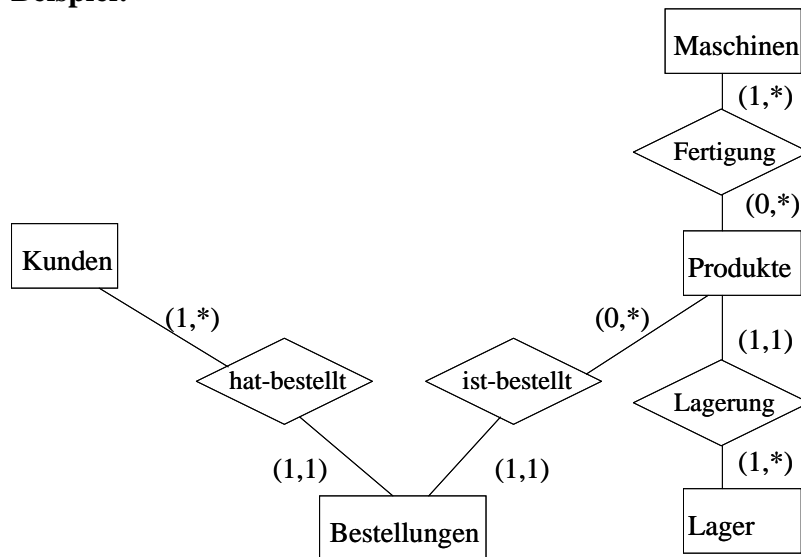 Beispiel:
Maschinen
(1,*)
Fertigung
(0,*)
Kunden
Produkte
(1,*)
(0,*)
(1,1)
hat-bestellt
ist-bestellt
Lagerung
(1,1)
(1,1)
(1,*)
Bestellungen
Lager